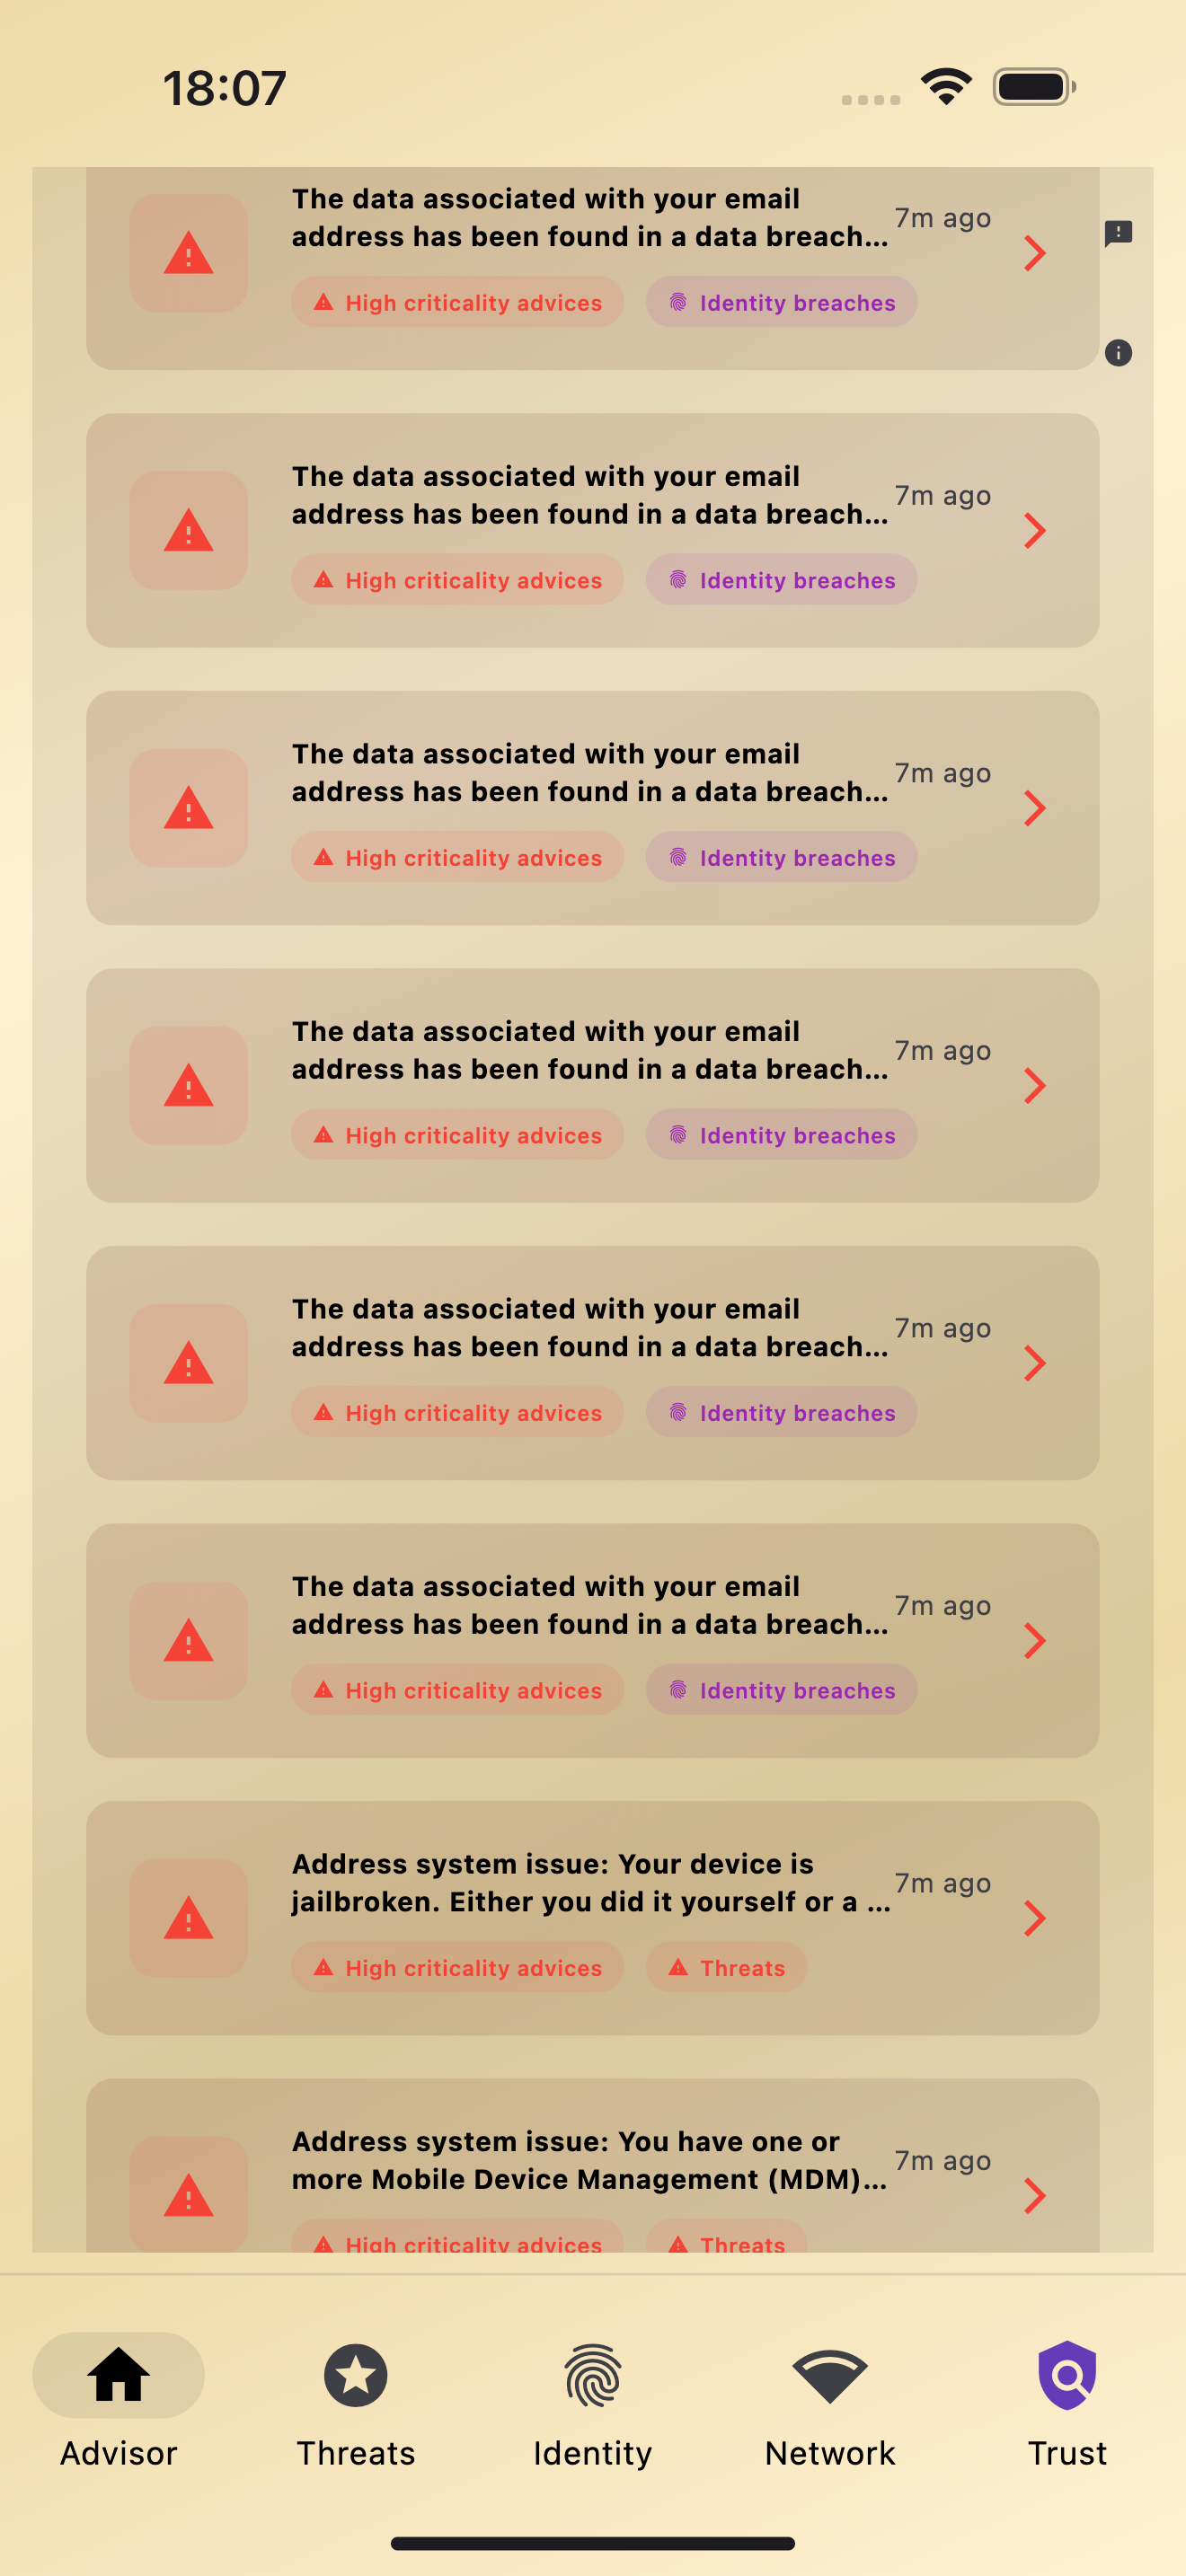 18:07
The data associated with your email
address has been found in a data breach...
7m ago
High criticality advices
Identity breaches
The data associated with your email
address has been found in a data breach...
7m ago
High criticality advices
Identity breaches
The data associated with your email
address has been found in a data breach...
7m ago
High criticality advices
Identity breaches
The data associated with your email
address has been found in a data breach...
7m ago
High criticality advices
Identity breaches
The data associated with your email
address has been found in a data breach...
7m ago
High criticality advices
Identity breaches
The data associated with your email
address has been found in a data breach...
7m ago
High criticality advices
Identity breaches
Address system issue: Your device is
jailbroken. Either you did it yourself or a ...
7m ago
High criticality advices
Threats
Address system issue: You have one or
more Mobile Device Management (MDM)...
7m ago
High criticality advices
Threats
Advisor
Threats
Identity
Network
Trust